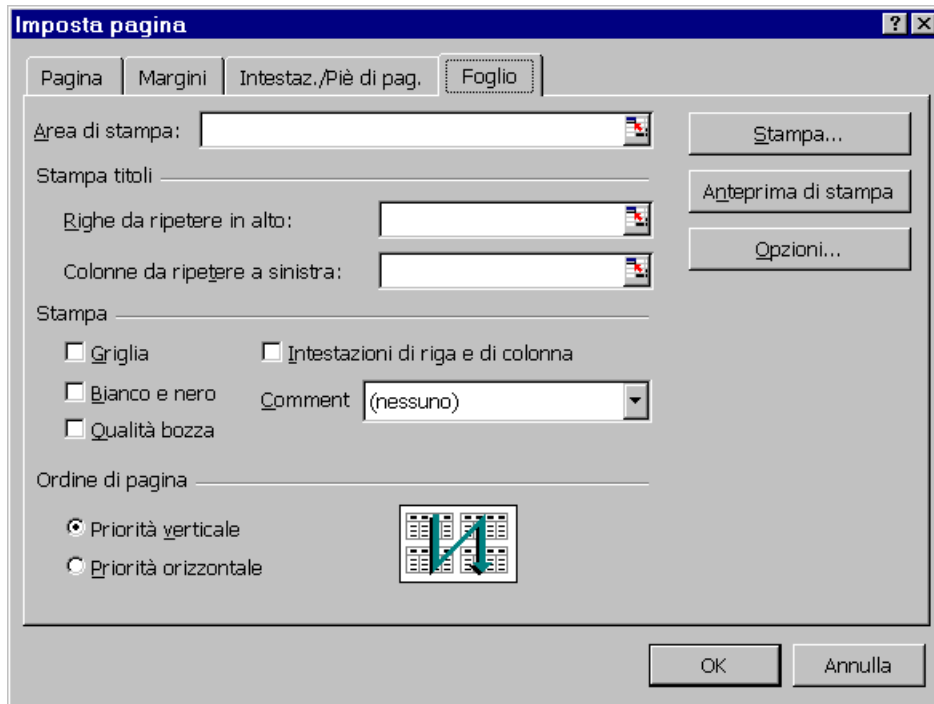 Imposta pagina
Pagina Margini Intestaz./Piè di pag. Foglio
Area di stampa: Stampa...
Stampa titoli
Anteprima di stampa
Righe da ripetere in alto:
Opzioni...
Colonne da ripetere a sinistra:
Stampa
Griglia Intestazioni di riga e di colonna
Bianco e nero Comment (nessuno)
Qualità bozza
Ordine di pagina
Priorità verticale
Priorità orizzontale
OK Annulla